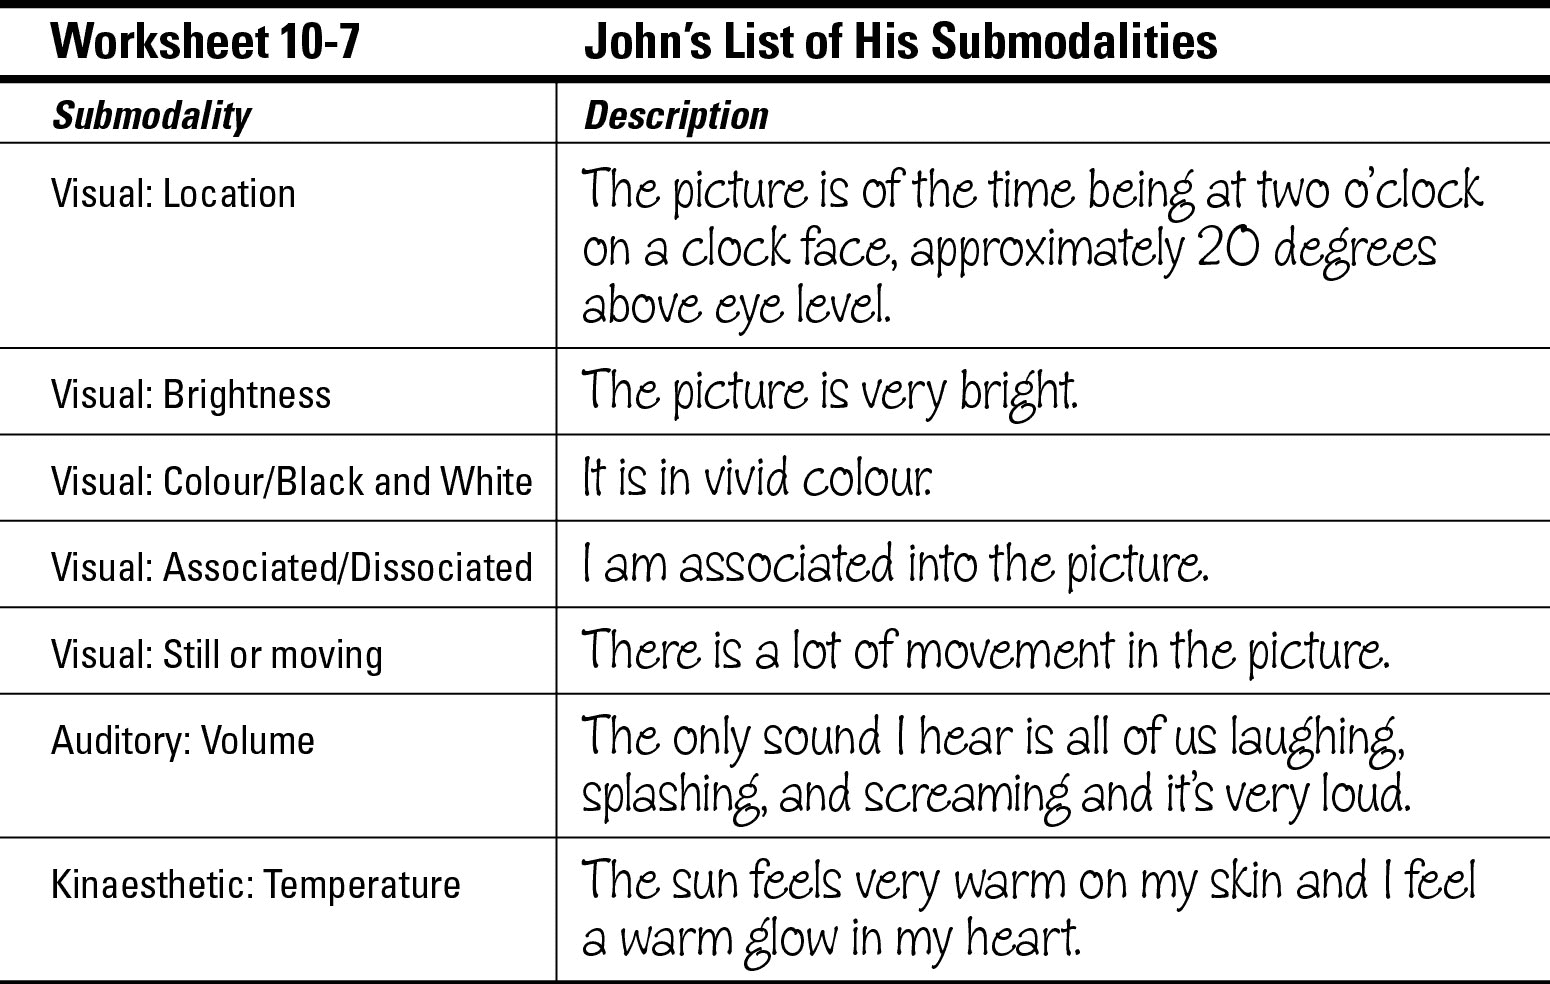 Worksheet 10-7 John's List of His Submodalities
Submodality Description
Visual: Location The picture is of the time being at two o'clock
on a clock face, approximately 20 degrees
above eye level.
Visual: Brightness The picture is very bright.
Visual: Colour/Black and White It is in vivid colour.
Visual: Associated/Dissociated I am associated into the picture.
Visual: Still or moving There is a lot of movement in the picture.
Auditory: Volume The only sound I hear is all of us laughing,
splashing, and screaming and it's very loud.
Kinaesthetic: Temperature The sun feels very warm on my skin and I feel
a warm glow in my heart.